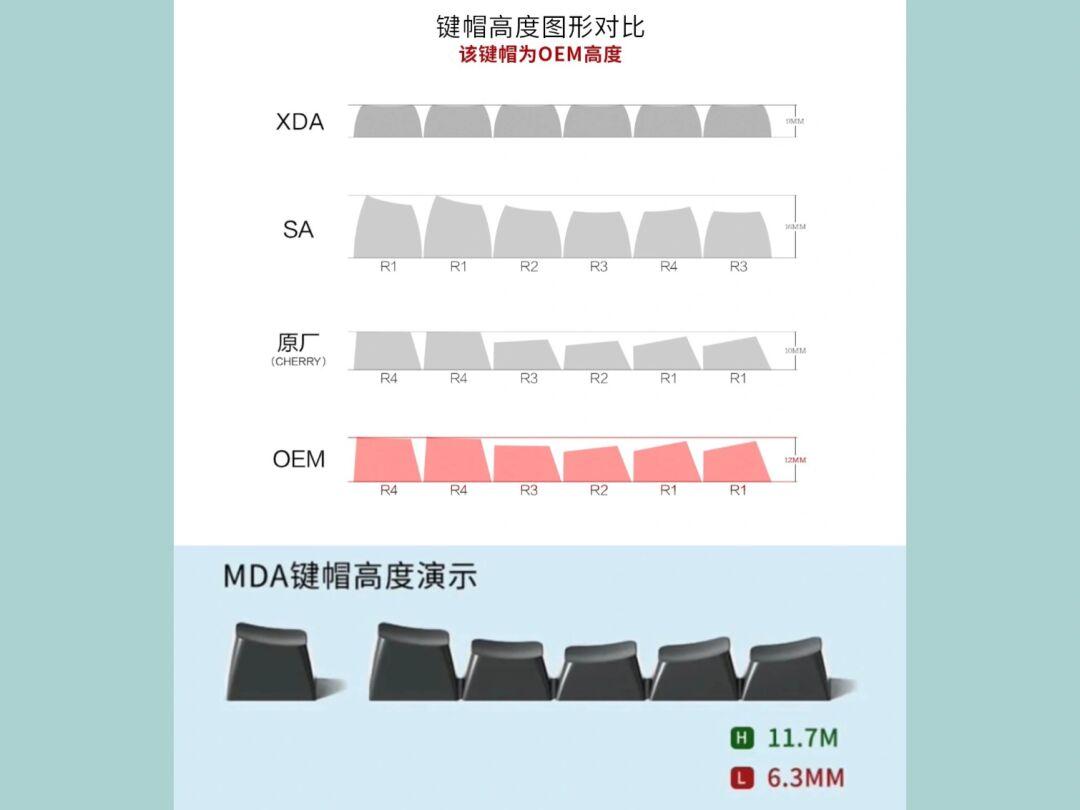 键帽高度图形对比
该键帽为OEM高度
XDA
9MM
SA
16MM
R1 R1 R2 R3 R4 R3
原厂
(CHERRY)
10MM
R4 R4 R3 R2 R1 R1
OEM
12MM
R4 R4 R3 R2 R1 R1
MDA键帽高度演示
H 11.7M
L 6.3MM